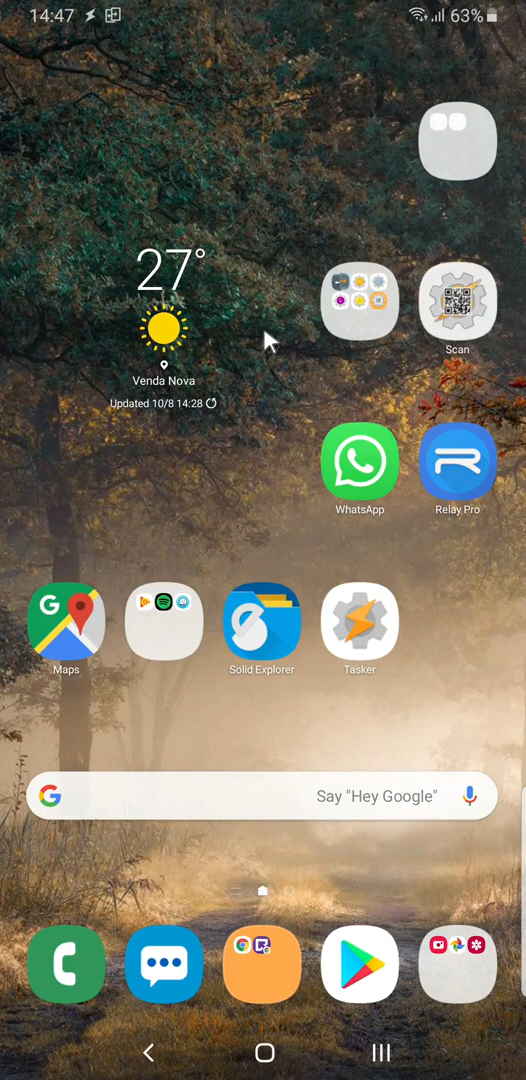 14:47
63%
27°
Venda Nova
Updated 10/8 14:28
Scan
WhatsApp
Relay Pro
Maps
Solid Explorer
Tasker
Say "Hey Google"